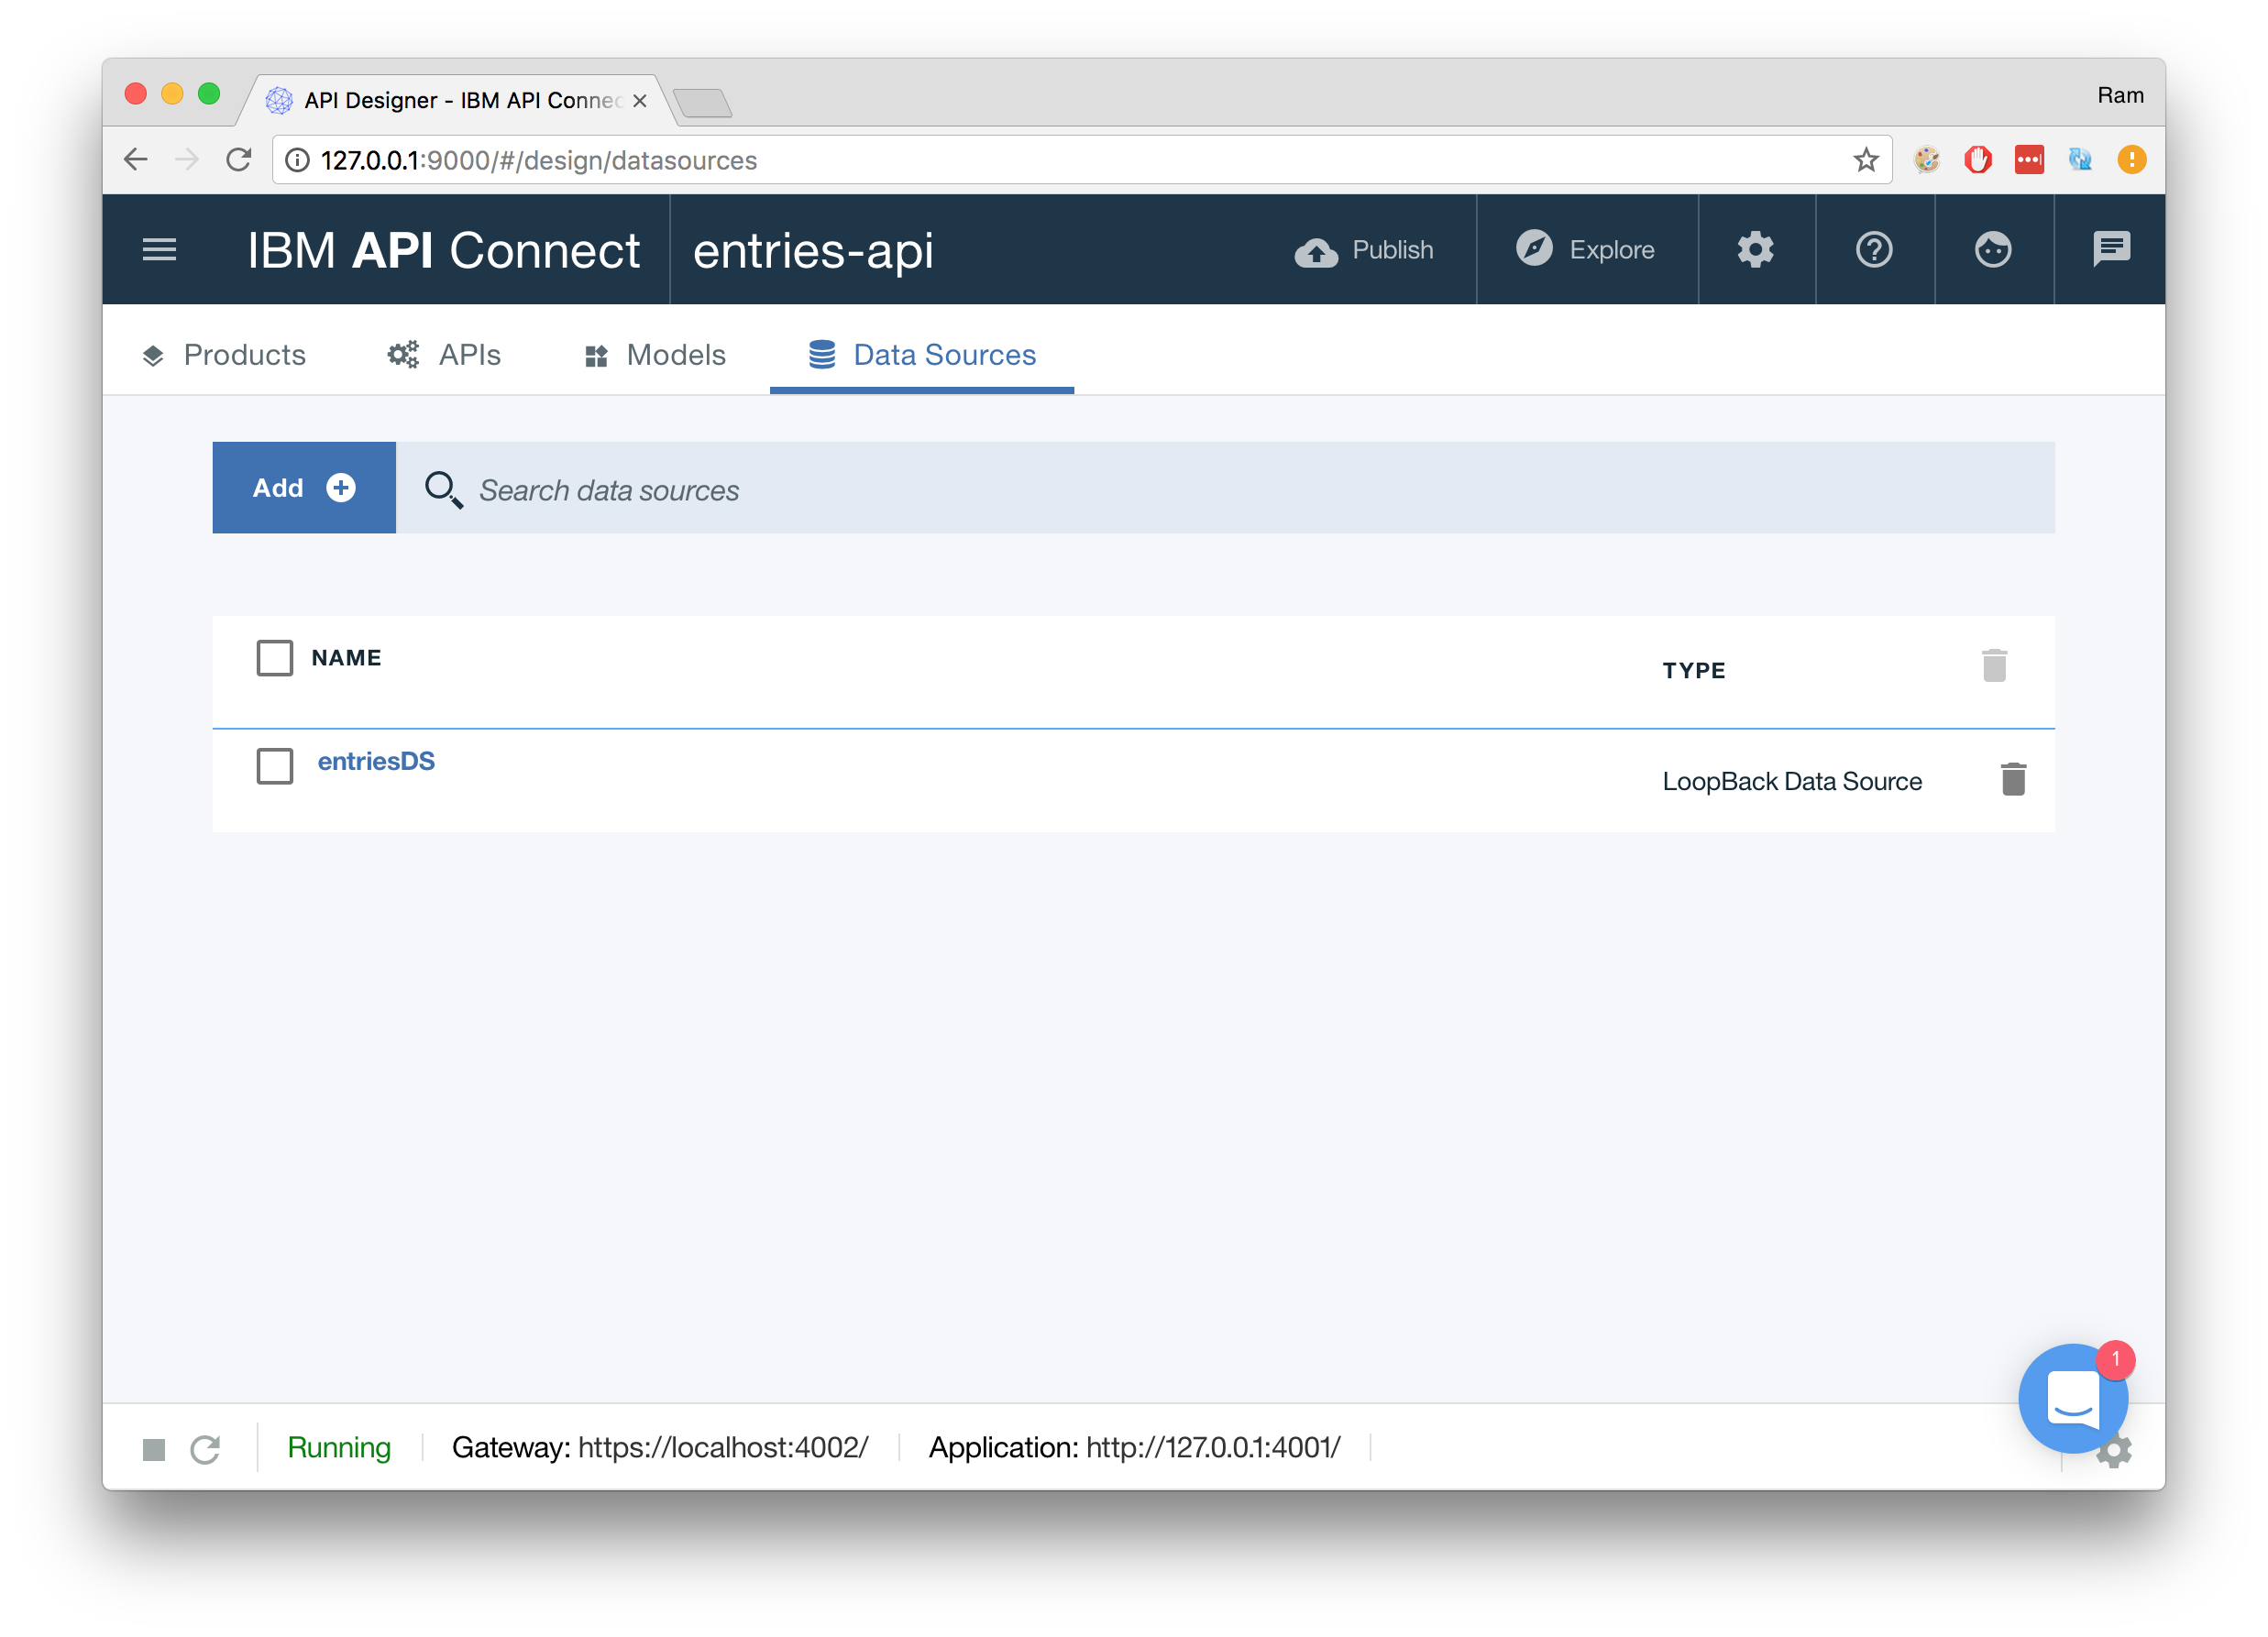 API Designer - IBM API Connec
Ram
127.0.0.1:9000/#/design/datasources
IBM API Connect
entries-api
Publish
Explore
Products
APIs
Models
Data Sources
Add
Search data sources
NAME
TYPE
entriesDS
LoopBack Data Source
1
Running
Gateway: https://localhost:4002/
Application: http://127.0.0.1:4001/